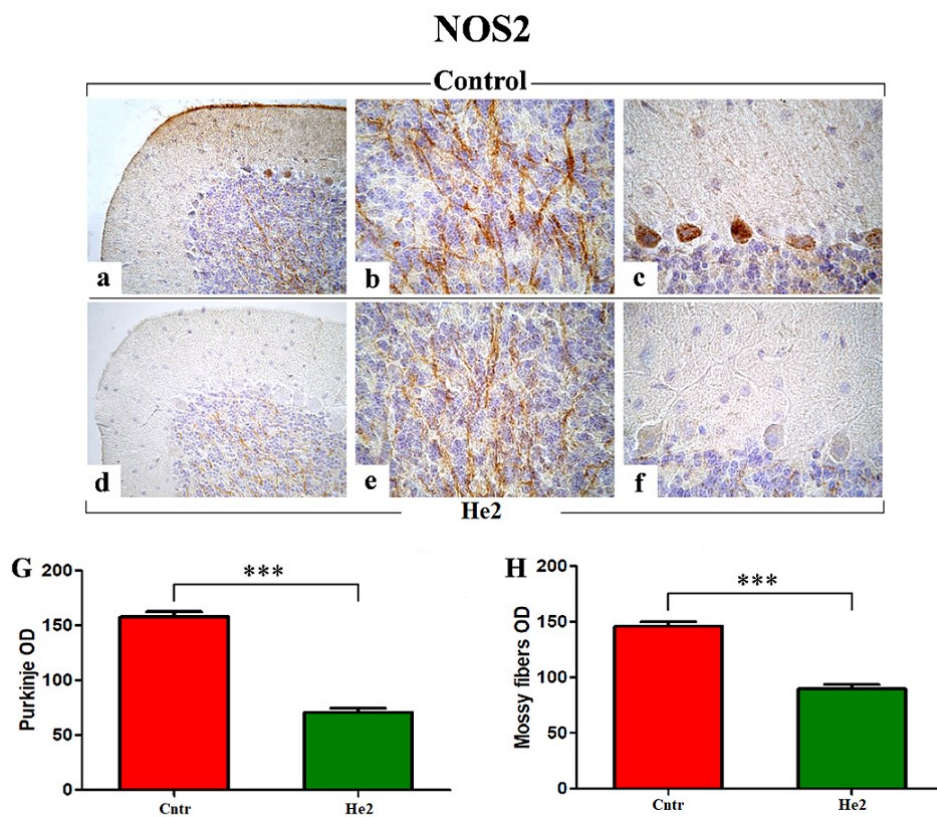 NOS2
Control
a
b
c
d
e
f
He2
G
200
150
100
50
0
Purkinje OD
***
Cntr
He2
H
200
150
100
50
0
Mossy fibers OD
***
Cntr
He2